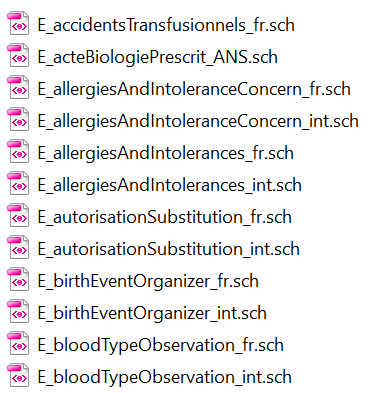 E_accidentsTransfusionnels_fr.sch
E_acteBiologiePrescrit_ANS.sch
E_allergiesAndIntoleranceConcern_fr.sch
E_allergiesAndIntoleranceConcern_int.sch
E_allergiesAndIntolerances_fr.sch
E_allergiesAndIntolerances_int.sch
E_autorisationSubstitution_fr.sch
E_autorisationSubstitution_int.sch
E_birthEventOrganizer_fr.sch
E_birthEventOrganizer_int.sch
E_bloodTypeObservation_fr.sch
E_bloodTypeObservation_int.sch